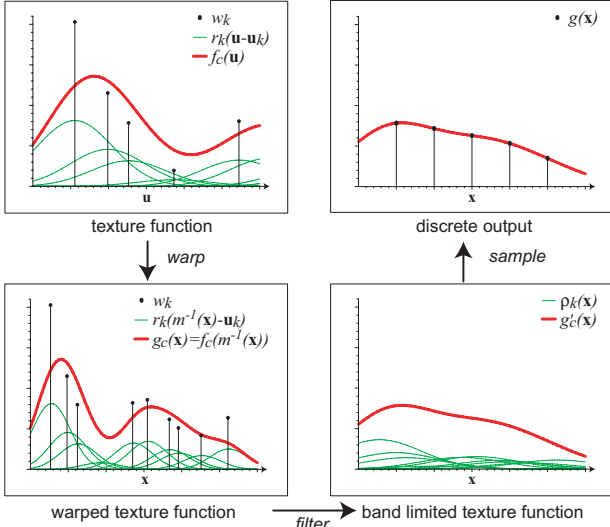 w_k
r_k(u-u_k)
f_c(u)
u
texture function
g(x)
x
discrete output
warp
sample
w_k
r_k(m⁻¹(x)-u_k)
g_c(x)=f_c(m⁻¹(x))
x
warped texture function
ρ_k(x)
g'_c(x)
x
band limited texture function
filter